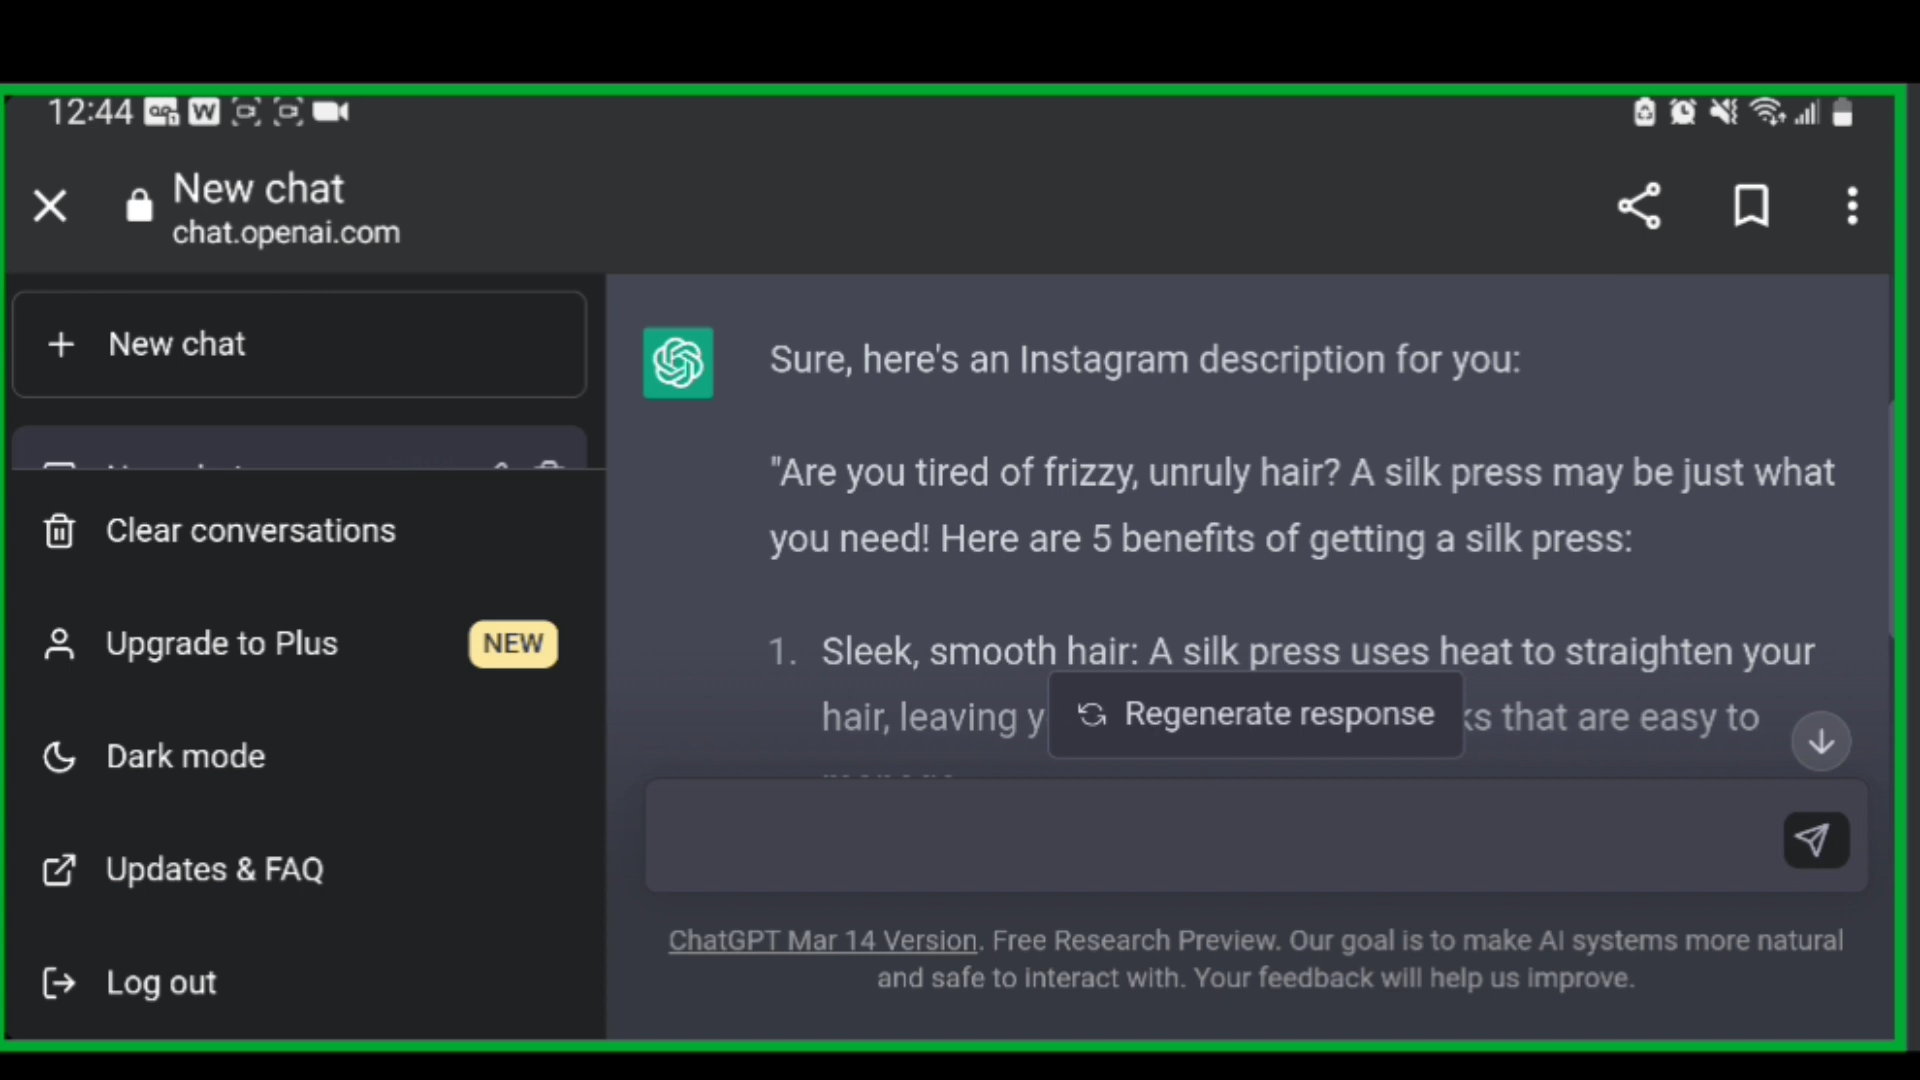 12:44
W
New chat
chat.openai.com
New chat
Clear conversations
Upgrade to Plus
NEW
Dark mode
Updates & FAQ
Log out
Sure, here's an Instagram description for you:
"Are you tired of frizzy, unruly hair? A silk press may be just what
you need! Here are 5 benefits of getting a silk press:
1. Sleek, smooth hair: A silk press uses heat to straighten your
hair, leaving
that are easy to
Regenerate response
ChatGPT Mar 14 Version. Free Research Preview. Our goal is to make AI systems more natural
and safe to interact with. Your feedback will help us improve.